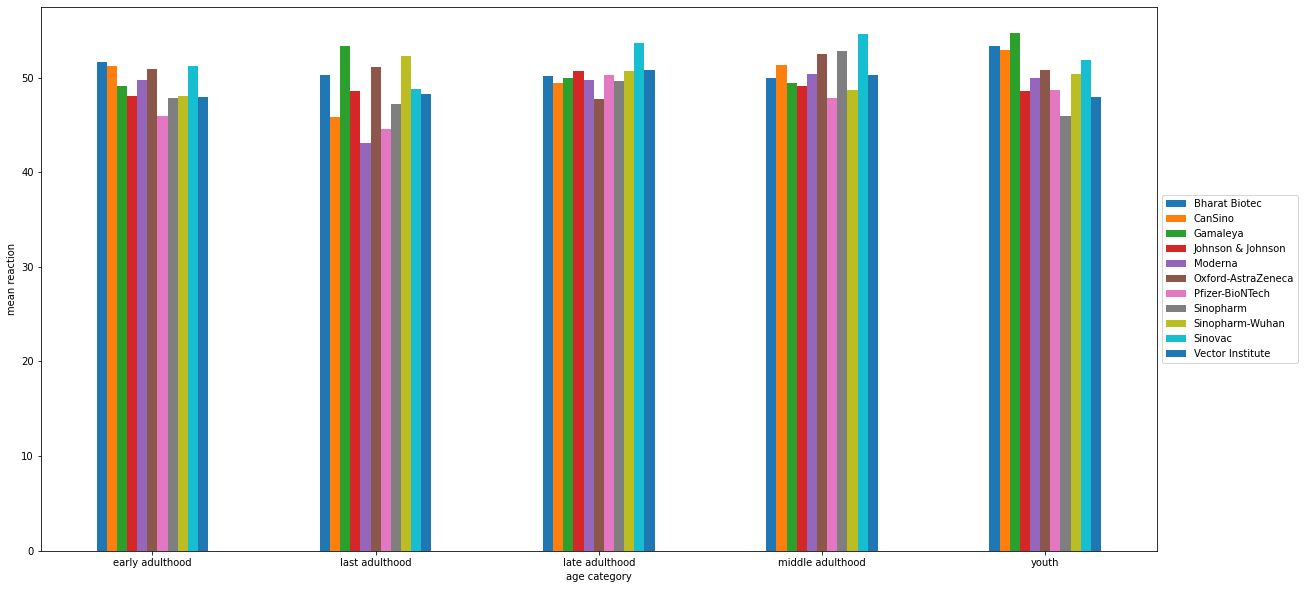 50
40
30
20
10
0
mean reaction
early adulthood
last adulthood
late adulthood
middle adulthood
youth
age category
Bharat Biotec
CanSino
Gamaleya
Johnson & Johnson
Moderna
Oxford-AstraZeneca
Pfizer-BioNTech
Sinopharm
Sinopharm-Wuhan
Sinovac
Vector Institute